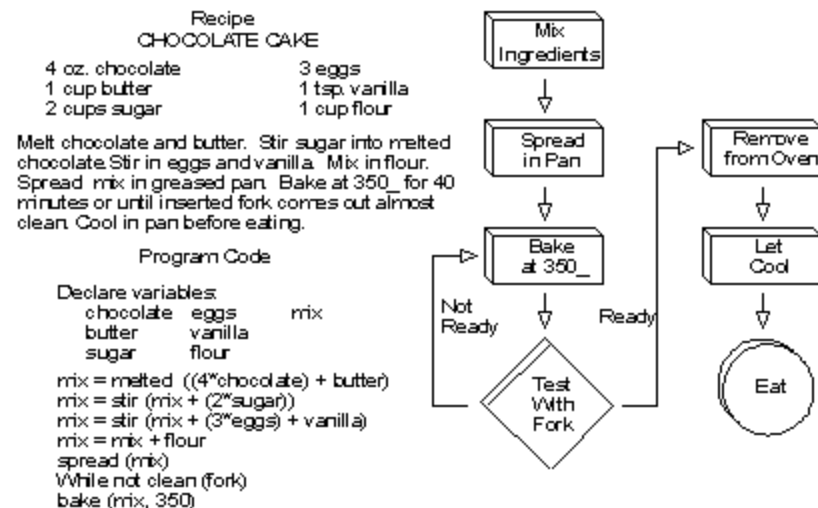 Recipe
CHOCOLATE CAKE
4 oz. chocolate 3 eggs
1 cup butter 1 tsp. vanilla
2 cups sugar 1 cup flour
Melt chocolate and butter. Stir sugar into melted
chocolate.Stir in eggs and vanilla. Mix in flour.
Spread mix in greased pan. Bake at 350_ for 40
minutes or until inserted fork comes out almost
clean. Cool in pan before eating.
Program Code
Declare variables:
chocolate eggs mix
butter vanilla
sugar flour
mix = melted ((4*chocolate) + butter)
mix = stir (mix + (2*sugar))
mix = stir (mix + (3*eggs) + vanilla)
mix = mix + flour
spread (mix)
While not clean (fork)
bake (mix, 350)
Mix
Ingredients
Spread
in Pan
Bake
at 350_
Not
Ready
Test
With
Fork
Ready
Remove
from Oven
Let
Cool
Eat